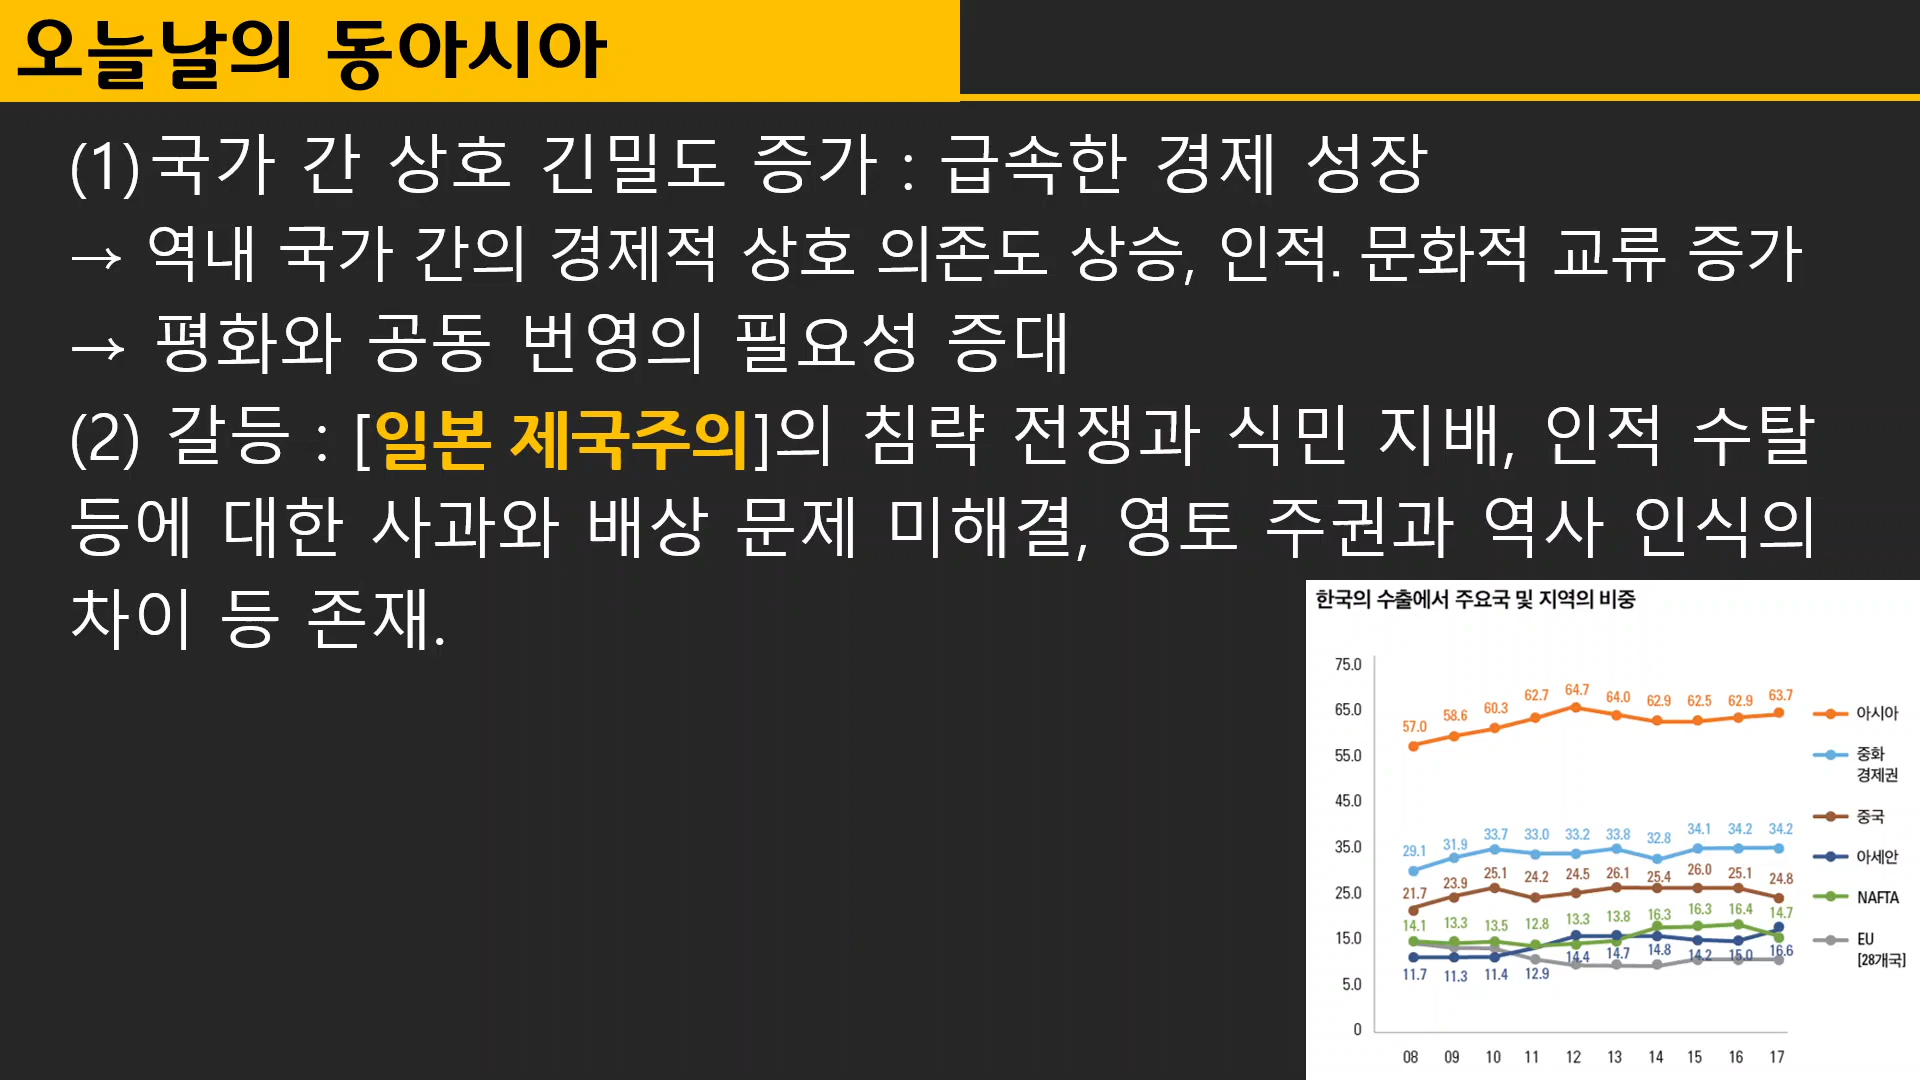 오늘날의 동아시아
(1)국가 간 상호 긴밀도 증가 : 급속한 경제 성장
→ 역내 국가 간의 경제적 상호 의존도 상승, 인적. 문화적 교류 증가
→ 평화와 공동 번영의 필요성 증대
(2) 갈등 : [일본 제국주의]의 침략 전쟁과 식민 지배, 인적 수탈
등에 대한 사과와 배상 문제 미해결, 영토 주권과 역사 인식의
차이 등 존재.
한국의 수출에서 주요국 및 지역의 비중
75.0
65.0
55.0
45.0
35.0
25.0
15.0
5.0
0
57.0 58.6 60.3 62.7 64.7 64.0 62.9 62.5 62.9 63.7
29.1 31.9 33.7 33.0 33.2 33.8 32.8 34.1 34.2 34.2
21.7 23.9 25.1 24.2 24.5 26.1 25.4 26.0 25.1 24.8
14.1 13.3 13.5 12.8 13.3 13.8 16.3 16.3 16.4 14.7
11.7 11.3 11.4 12.9 14.4 14.7 14.8 14.2 15.0 16.6
08 09 10 11 12 13 14 15 16 17
아시아
중화
경제권
중국
아세안
NAFTA
EU
[28개국]